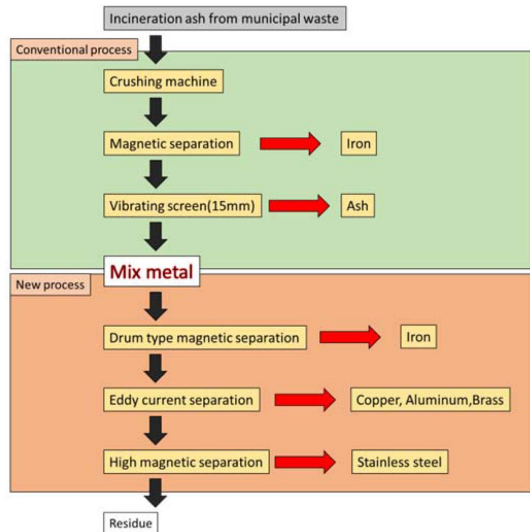 Incineration ash from municipal waste
Conventional process
Crushing machine
Magnetic separation
Iron
Vibrating screen(15mm)
Ash
Mix metal
New process
Drum type magnetic separation
Iron
Eddy current separation
Copper, Aluminum,Brass
High magnetic separation
Stainless steel
Residue